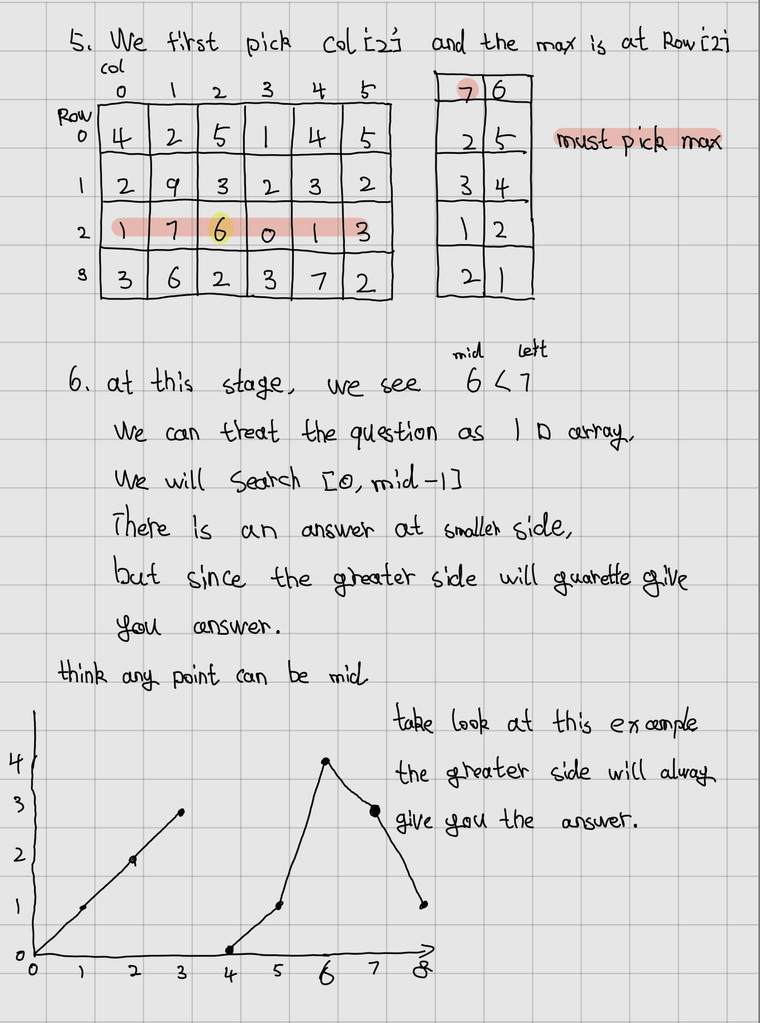 5. We first pick col[2] and the max is at Row[2]
col
0 1 2 3 4 5
Row
0 4 2 5 1 4 5
1 2 9 3 2 3 2
2 1 7 6 0 1 3
3 3 6 2 3 7 2
7 6
2 5
3 4
1 2
2 1
must pick max
mid left
6. at this stage, we see 6 < 7
We can treat the question as 1 D array,
We will search [0, mid-1]
There is an answer at smaller side,
but since the greater side will guarette give
you answer.
think any point can be mid
take look at this example
the greater side will alway
give you the answer.
4
3
2
1
0
0 1 2 3 4 5 6 7 8